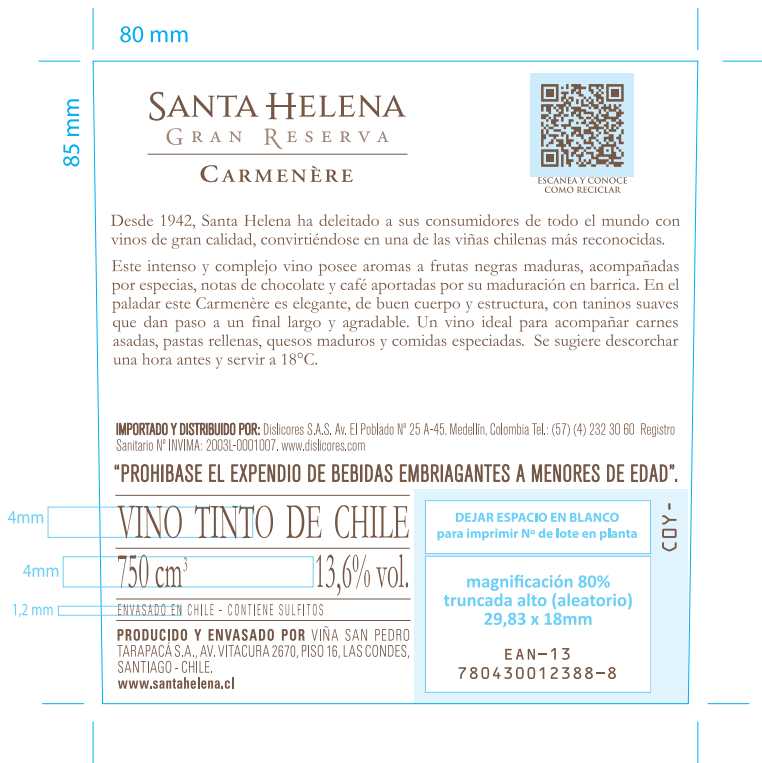 80 mm
85 mm
SANTA HELENA
GRAN RESERVA
CARMENÈRE
ESCANEA Y CONOCE
COMO RECICLAR
Desde 1942, Santa Helena ha deleitado a sus consumidores de todo el mundo con
vinos de gran calidad, convirtiéndose en una de las viñas chilenas más reconocidas.
Este intenso y complejo vino posee aromas a frutas negras maduras, acompañadas
por especias, notas de chocolate y café aportadas por su maduración en barrica. En el
paladar este Carmenère es elegante, de buen cuerpo y estructura, con taninos suaves
que dan paso a un final largo y agradable. Un vino ideal para acompañar carnes
asadas, pastas rellenas, quesos maduros y comidas especiadas. Se sugiere descorchar
una hora antes y servir a 18°C.
IMPORTADO Y DISTRIBUIDO POR: Dislicores S.A.S. Av. El Poblado Nº 25 A-45, Medellín, Colombia Tel.: (57) (4) 232 30 60 Registro
Sanitario Nº INVIMA: 2003L-0001007. www.dislicores.com
“PROHIBASE EL EXPENDIO DE BEBIDAS EMBRIAGANTES A MENORES DE EDAD”.
4mm
VINO TINTO DE CHILE
4mm
750 cm³ 13,6% vol.
1,2 mm
ENVASADO EN CHILE - CONTIENE SULFITOS
PRODUCIDO Y ENVASADO POR VIÑA SAN PEDRO
TARAPACÁ S.A., AV. VITACURA 2670, PISO 16, LAS CONDES,
SANTIAGO - CHILE.
www.santahelena.cl
DEJAR ESPACIO EN BLANCO
para imprimir Nº de lote en planta
COY-
magnificación 80%
truncada alto (aleatorio)
29,83 x 18mm
EAN-13
780430012388-8